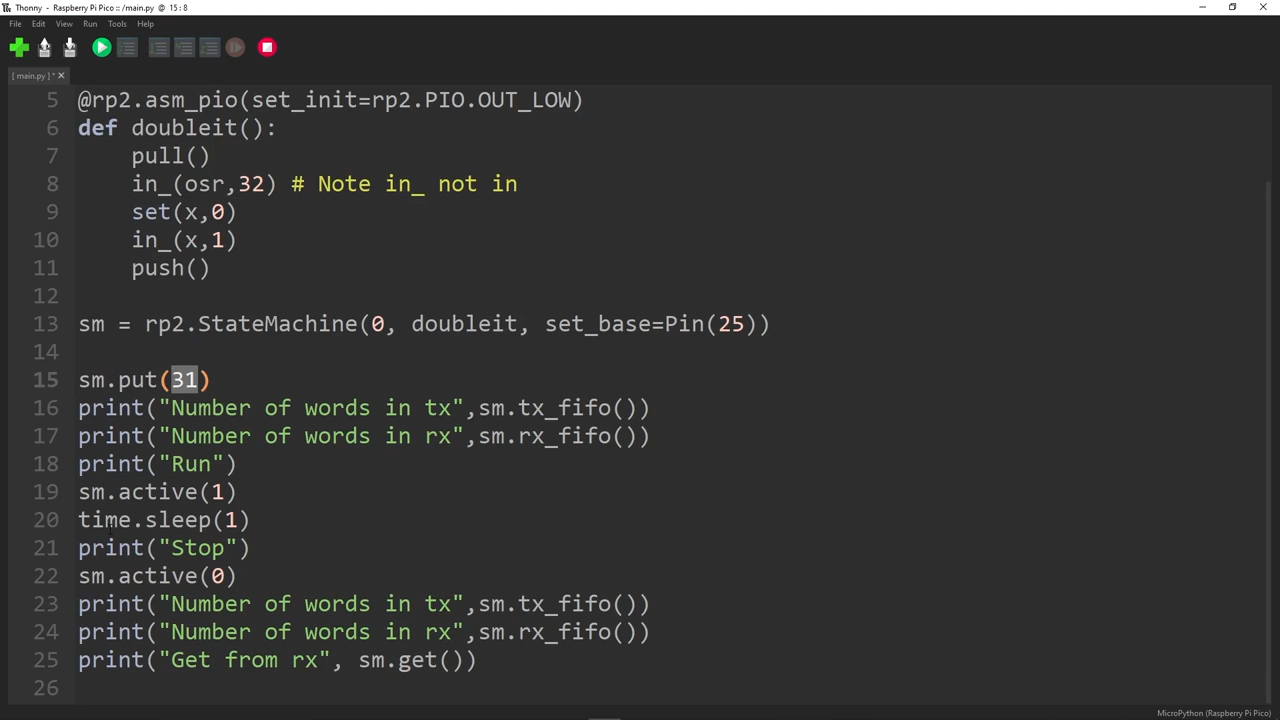 Thonny - Raspberry Pi Pico :: /main.py @ 15 : 8
File Edit View Run Tools Help
[ main.py ] *
5 @rp2.asm_pio(set_init=rp2.PIO.OUT_LOW)
6 def doubleit():
7 pull()
8 in_(osr,32) # Note in_ not in
9 set(x,0)
10 in_(x,1)
11 push()
12
13 sm = rp2.StateMachine(0, doubleit, set_base=Pin(25))
14
15 sm.put(31)
16 print("Number of words in tx",sm.tx_fifo())
17 print("Number of words in rx",sm.rx_fifo())
18 print("Run")
19 sm.active(1)
20 time.sleep(1)
21 print("Stop")
22 sm.active(0)
23 print("Number of words in tx",sm.tx_fifo())
24 print("Number of words in rx",sm.rx_fifo())
25 print("Get from rx", sm.get())
26
MicroPython (Raspberry Pi Pico)